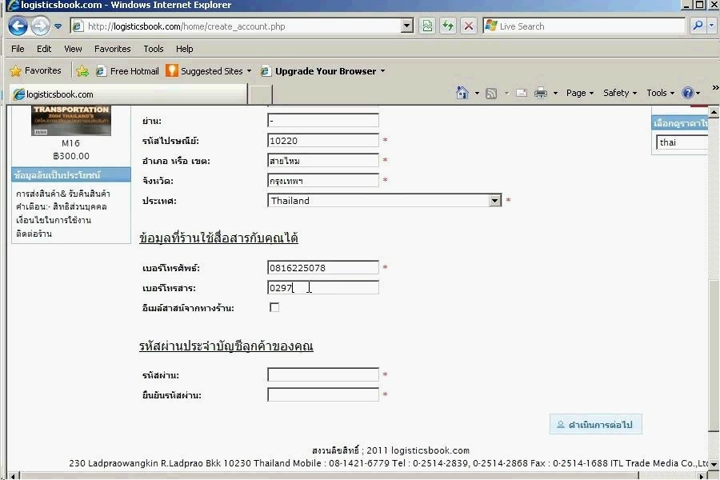 logisticsbook.com - Windows Internet Explorer
http://logisticsbook.com/home/create_account.php
Live Search
File Edit View Favorites Tools Help
Favorites Free Hotmail Suggested Sites Upgrade Your Browser
logisticsbook.com
Page Safety Tools
TRANSPORTATION
2004 THAILAND'S
M16
฿300.00
ข้อมูลอันเป็นประโยชน์
การส่งสินค้า& รับคืนสินค้า
คำเตือน:- สิทธิส่วนบุคคล
เงื่อนไขในการใช้งาน
ติดต่อร้าน
ย่าน: -
รหัสไปรษณีย์: 10220 *
อำเภอ หรือ เขต: สายไหม *
จังหวัด: กรุงเทพฯ *
ประเทศ: Thailand *
ข้อมูลที่ร้านใช้สื่อสารกับคุณได้
เบอร์โทรศัพธ์: 0816225078 *
เบอร์โทรสาร: 0297
อีเมล์สาสน์จากทางร้าน:
รหัสผ่านประจำบัญชีลูกค้าของคุณ
รหัสผ่าน: *
ยืนยันรหัสผ่าน: *
ดำเนินการต่อไป
เลือกดูราคาใน
thai
สงวนลิขสิทธิ์ ; 2011 logisticsbook.com
230 Ladpraowangkin R.Ladprao Bkk 10230 Thailand Mobile : 08-1421-6779 Tel : 0-2514-2839, 0-2514-2868 Fax : 0-2514-1688 ITL Trade Media Co.,Ltd